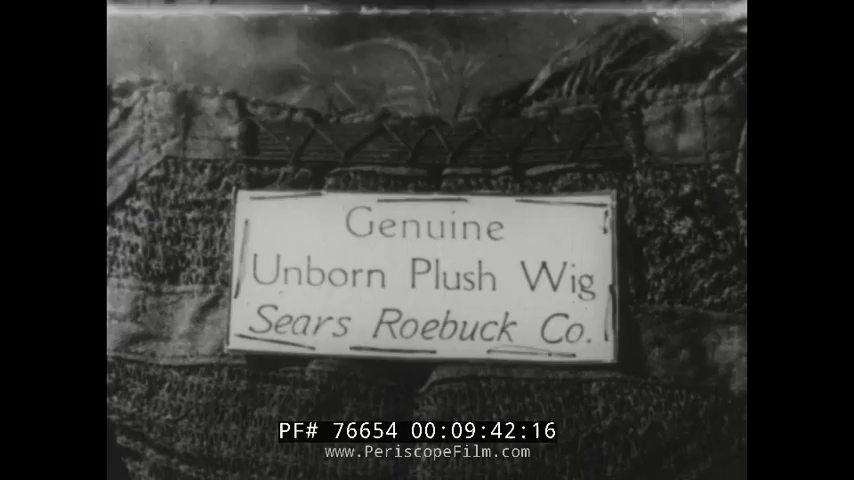 Genuine
Unborn Plush Wig
Sears Roebuck Co.
PF# 76654 00:09:42:16
www.PeriscopeFilm.com